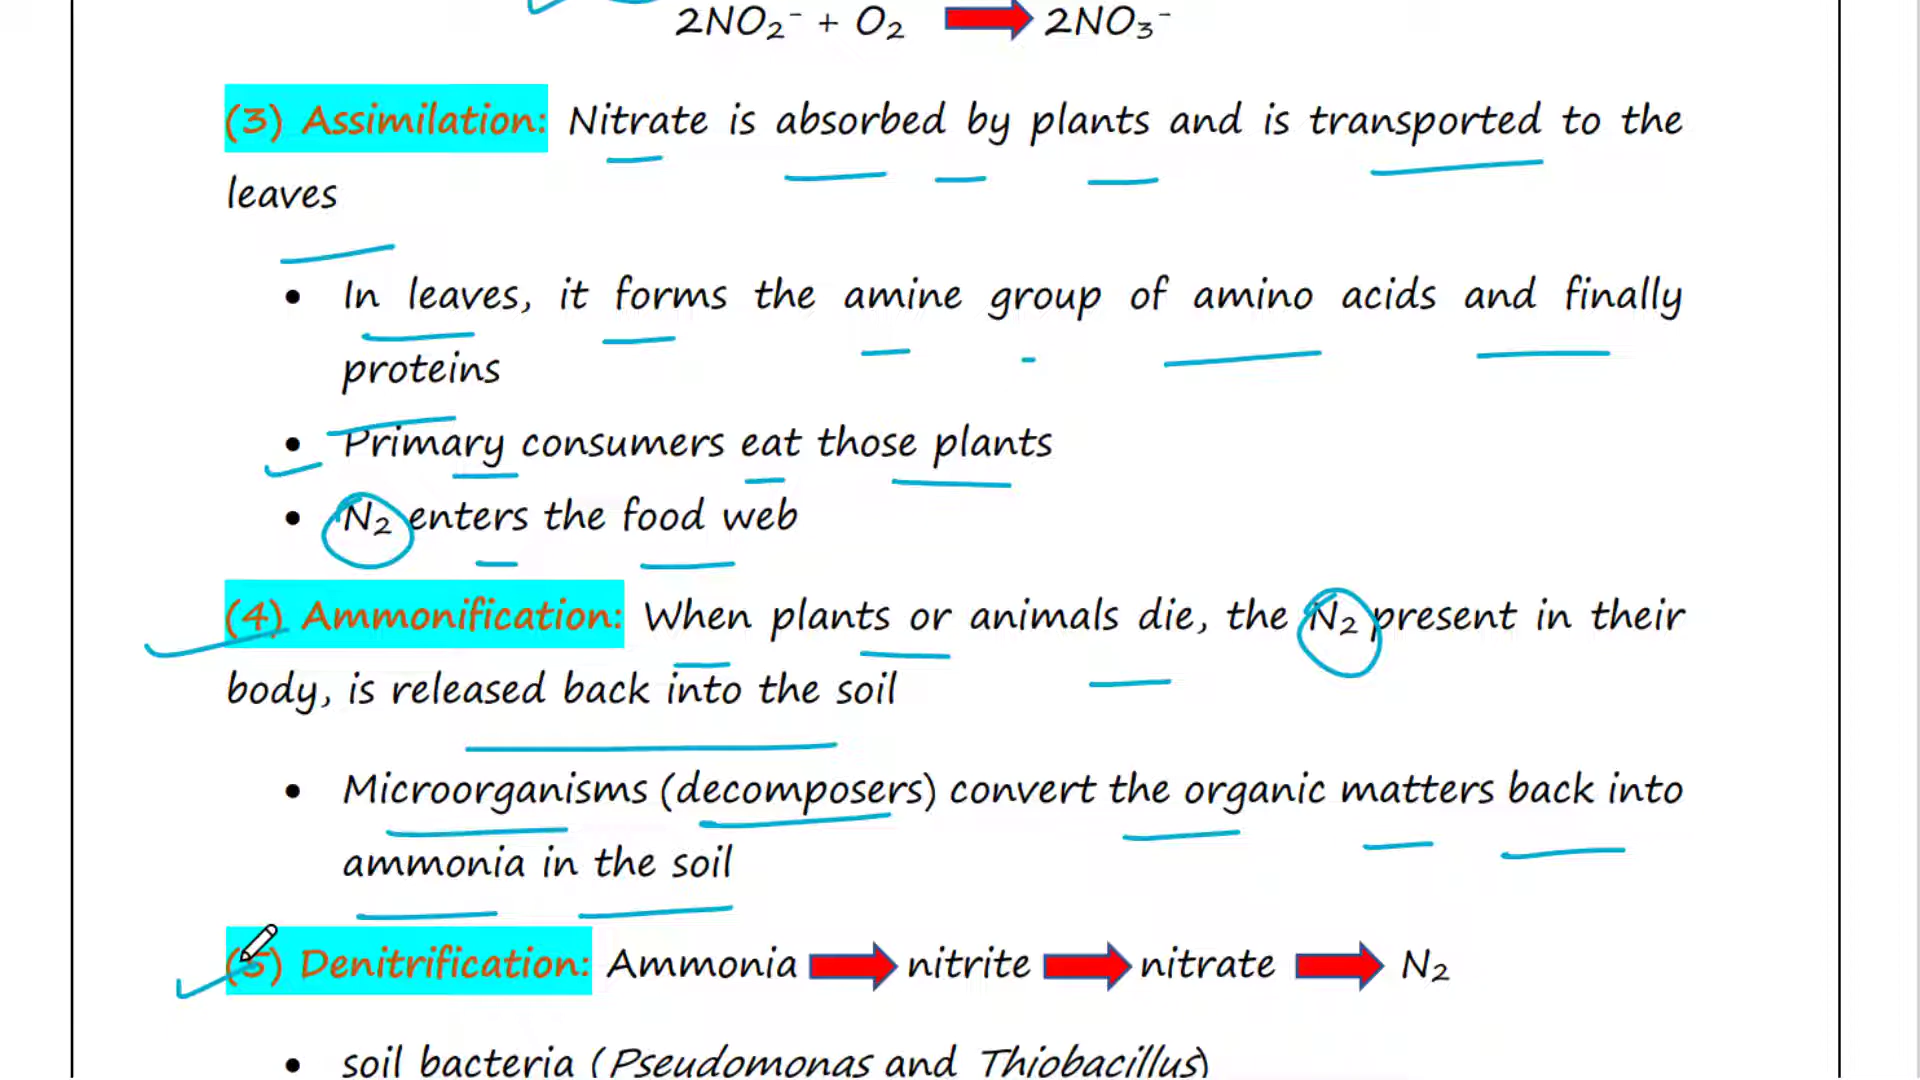 2NO₂⁻ + O₂ → 2NO₃⁻
(3) Assimilation: Nitrate is absorbed by plants and is transported to the
leaves
• In leaves, it forms the amine group of amino acids and finally
proteins
• Primary consumers eat those plants
• N₂ enters the food web
(4) Ammonification: When plants or animals die, the N₂ present in their
body, is released back into the soil
• Microorganisms (decomposers) convert the organic matters back into
ammonia in the soil
(5) Denitrification: Ammonia → nitrite → nitrate → N₂
• soil bacteria (Pseudomonas and Thiobacillus)